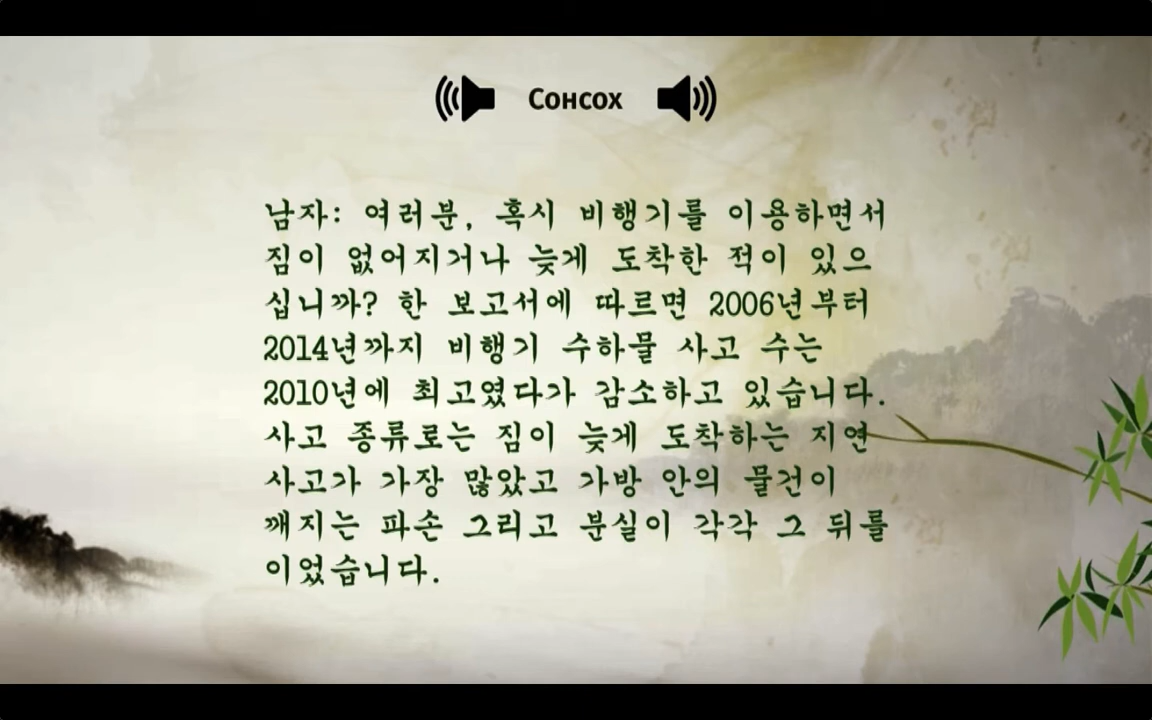 Сонсох
남자: 여러분, 혹시 비행기를 이용하면서
짐이 없어지거나 늦게 도착한 적이 있으
십니까? 한 보고서에 따르면 2006년부터
2014년까지 비행기 수하물 사고 수는
2010년에 최고였다가 감소하고 있습니다.
사고 종류로는 짐이 늦게 도착하는 지연
사고가 가장 많았고 가방 안의 물건이
깨지는 파손 그리고 분실이 각각 그 뒤를
이었습니다.